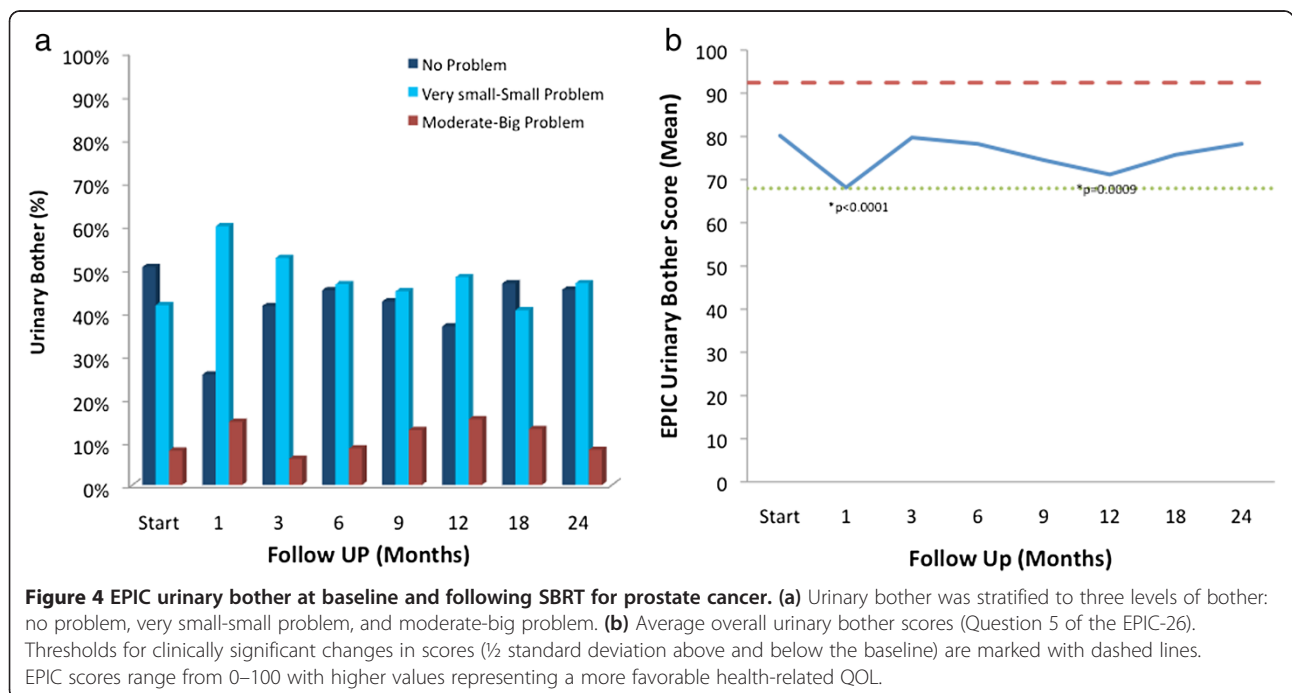 a
100%
90%
80%
70%
60%
50%
40%
30%
20%
10%
0%
Urinary Bother (%)
No Problem
Very small-Small Problem
Moderate-Big Problem
Start 1 3 6 9 12 18 24
Follow UP (Months)
b
100
90
80
70
60
50
40
30
20
10
0
EPIC Urinary Bother Score (Mean)
*p<0.0001
*p=0.0009
Start 1 3 6 9 12 18 24
Follow Up (Months)
Figure 4 EPIC urinary bother at baseline and following SBRT for prostate cancer. (a) Urinary bother was stratified to three levels of bother:
no problem, very small-small problem, and moderate-big problem. (b) Average overall urinary bother scores (Question 5 of the EPIC-26).
Thresholds for clinically significant changes in scores (½ standard deviation above and below the baseline) are marked with dashed lines.
EPIC scores range from 0–100 with higher values representing a more favorable health-related QOL.